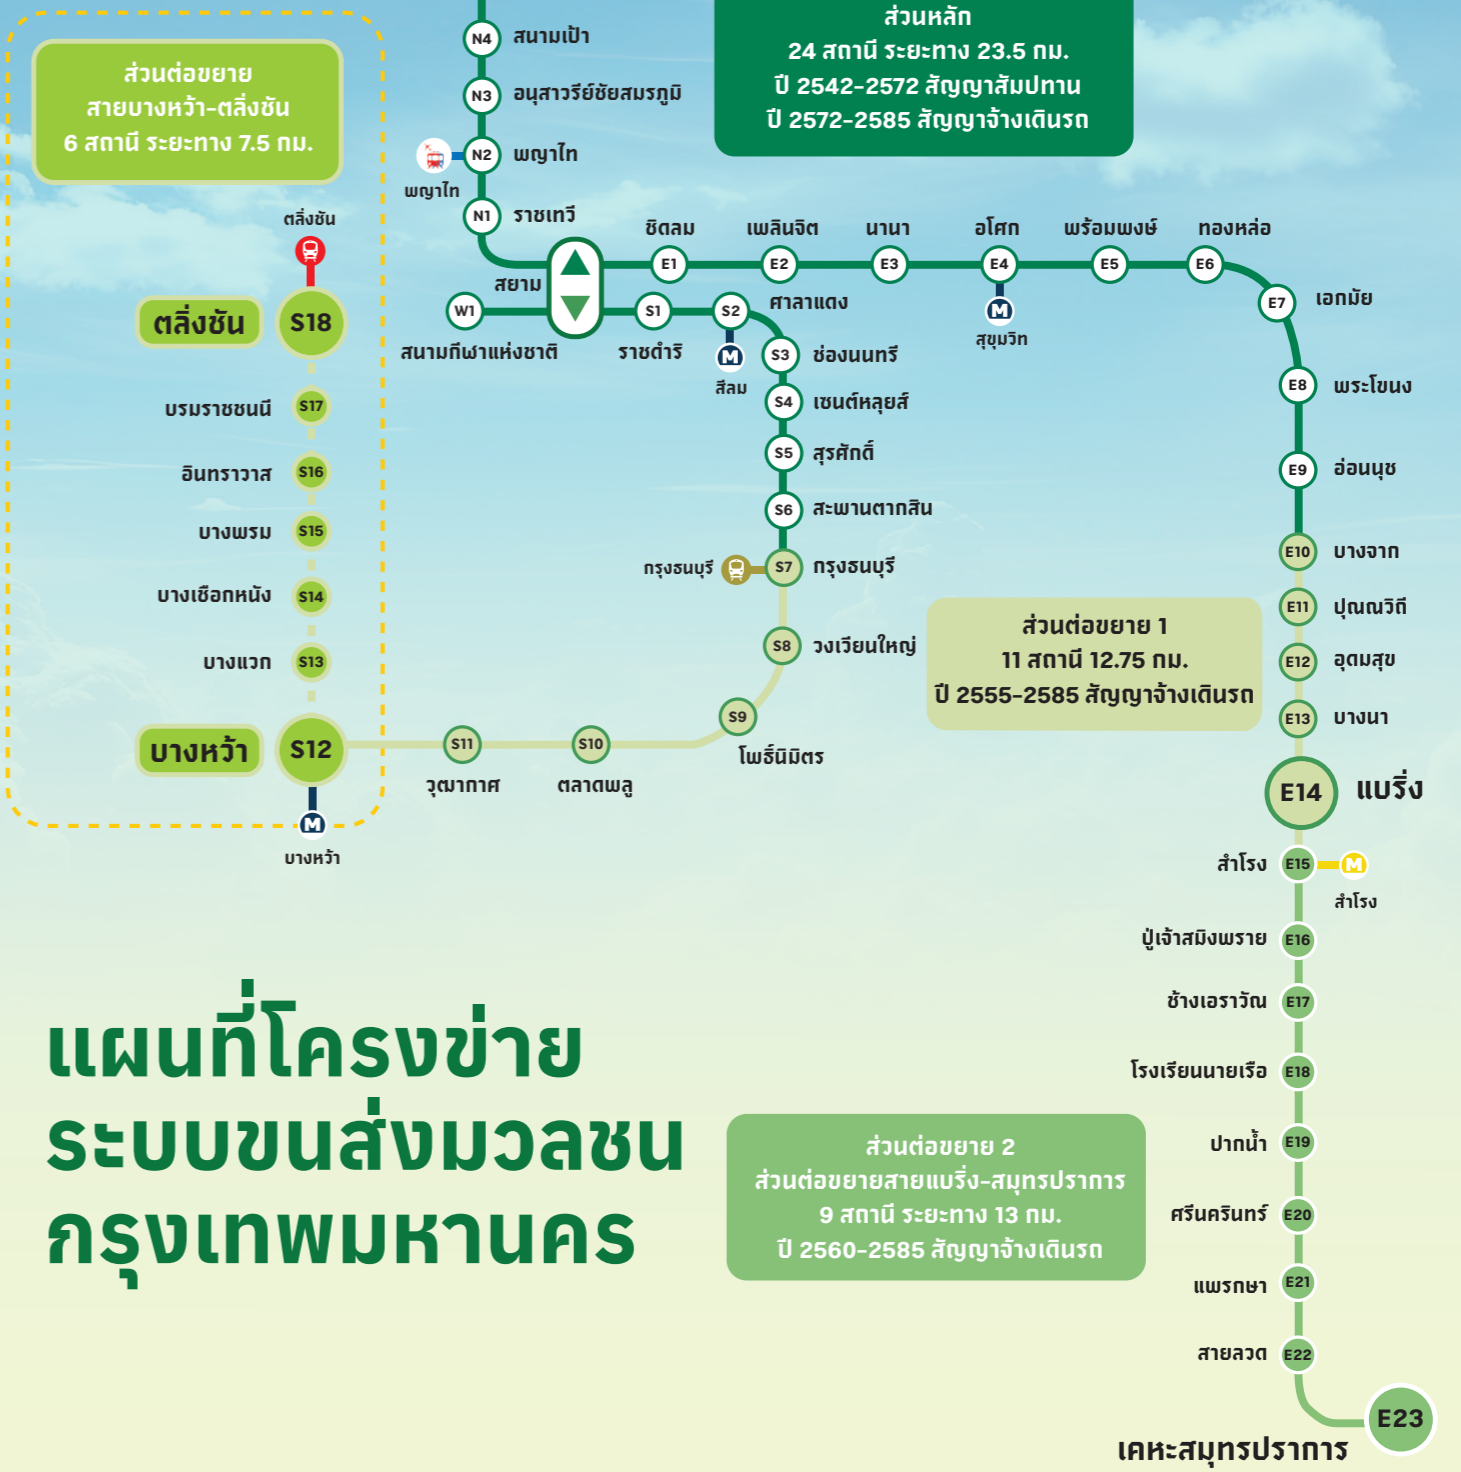 ส่วนต่อขยาย
สายบางหว้า-ตลิ่งชัน
6 สถานี ระยะทาง 7.5 กม.
ส่วนหลัก
24 สถานี ระยะทาง 23.5 กม.
ปี 2542-2572 สัญญาสัมปทาน
ปี 2572-2585 สัญญาจ้างเดินรถ
N4 สนามเป้า
N3 อนุสาวรีย์ชัยสมรภูมิ
N2 พญาไท
พญาไท
N1 ราชเทวี
สยาม
ชิดลม
E1
เพลินจิต
E2
นานา
E3
อโศก
E4
M
สุขุมวิท
พร้อมพงษ์
E5
ทองหล่อ
E6
E7 เอกมัย
E8 พระโขนง
E9 อ่อนนุช
E10 บางจาก
E11 ปุณณวิถี
E12 อุดมสุข
E13 บางนา
E14 แบริ่ง
สำโรง E15
M
สำโรง
ปู่เจ้าสมิงพราย E16
ช้างเอราวัณ E17
โรงเรียนนายเรือ E18
ปากน้ำ E19
ศรีนครินทร์ E20
แพรกษา E21
สายลวด E22
E23
เคหะสมุทรปราการ
W1
สนามกีฬาแห่งชาติ
S1
ราชดำริ
S2
ศาลาแดง
M
สีลม
S3 ช่องนนทรี
S4 เซนต์หลุยส์
S5 สุรศักดิ์
S6 สะพานตากสิน
กรุงธนบุรี
S7 กรุงธนบุรี
S8 วงเวียนใหญ่
S9
โพธิ์นิมิตร
S10
ตลาดพลู
S11
วุฒากาศ
ตลิ่งชัน
ตลิ่งชัน S18
บรมราชชนนี S17
อินทราวาส S16
บางพรม S15
บางเชือกหนัง S14
บางแวก S13
บางหว้า S12
M
บางหว้า
ส่วนต่อขยาย 1
11 สถานี 12.75 กม.
ปี 2555-2585 สัญญาจ้างเดินรถ
แผนที่โครงข่าย
ระบบขนส่งมวลชน
กรุงเทพมหานคร
ส่วนต่อขยาย 2
ส่วนต่อขยายสายแบริ่ง-สมุทรปราการ
9 สถานี ระยะทาง 13 กม.
ปี 2560-2585 สัญญาจ้างเดินรถ